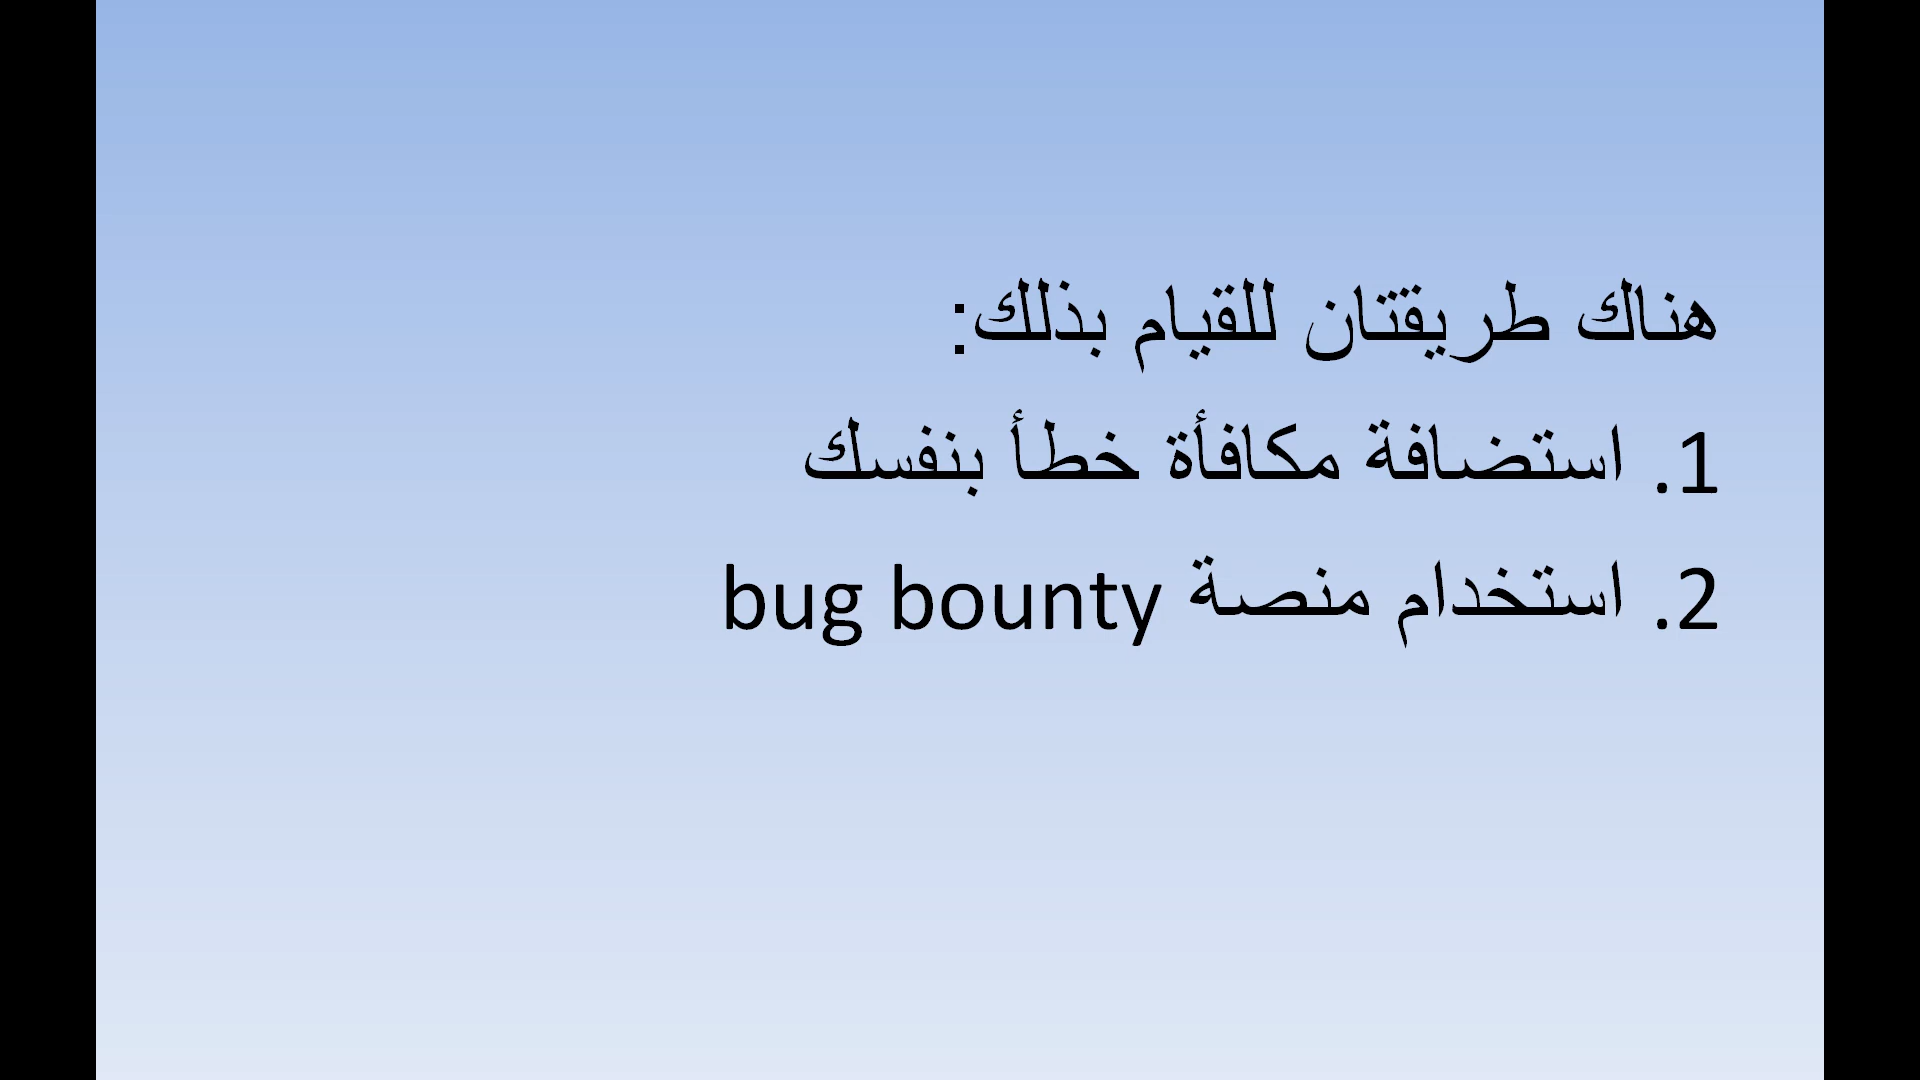 هناك طريقتان للقيام بذلك:
1. استضافة مكافأة خطأ بنفسك
2. استخدام منصة bug bounty